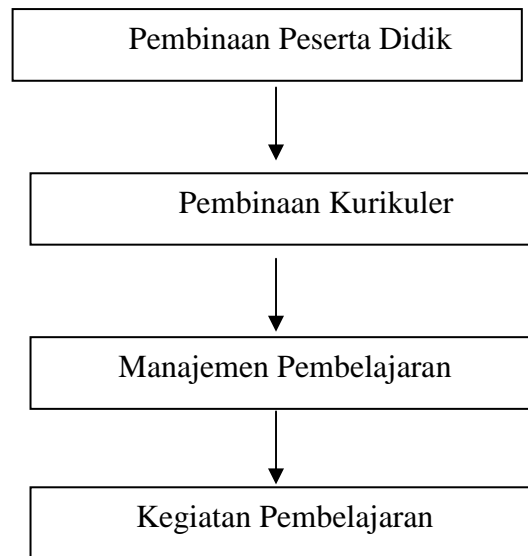 Pembinaan Peserta Didik
Pembinaan Kurikuler
Manajemen Pembelajaran
Kegiatan Pembelajaran